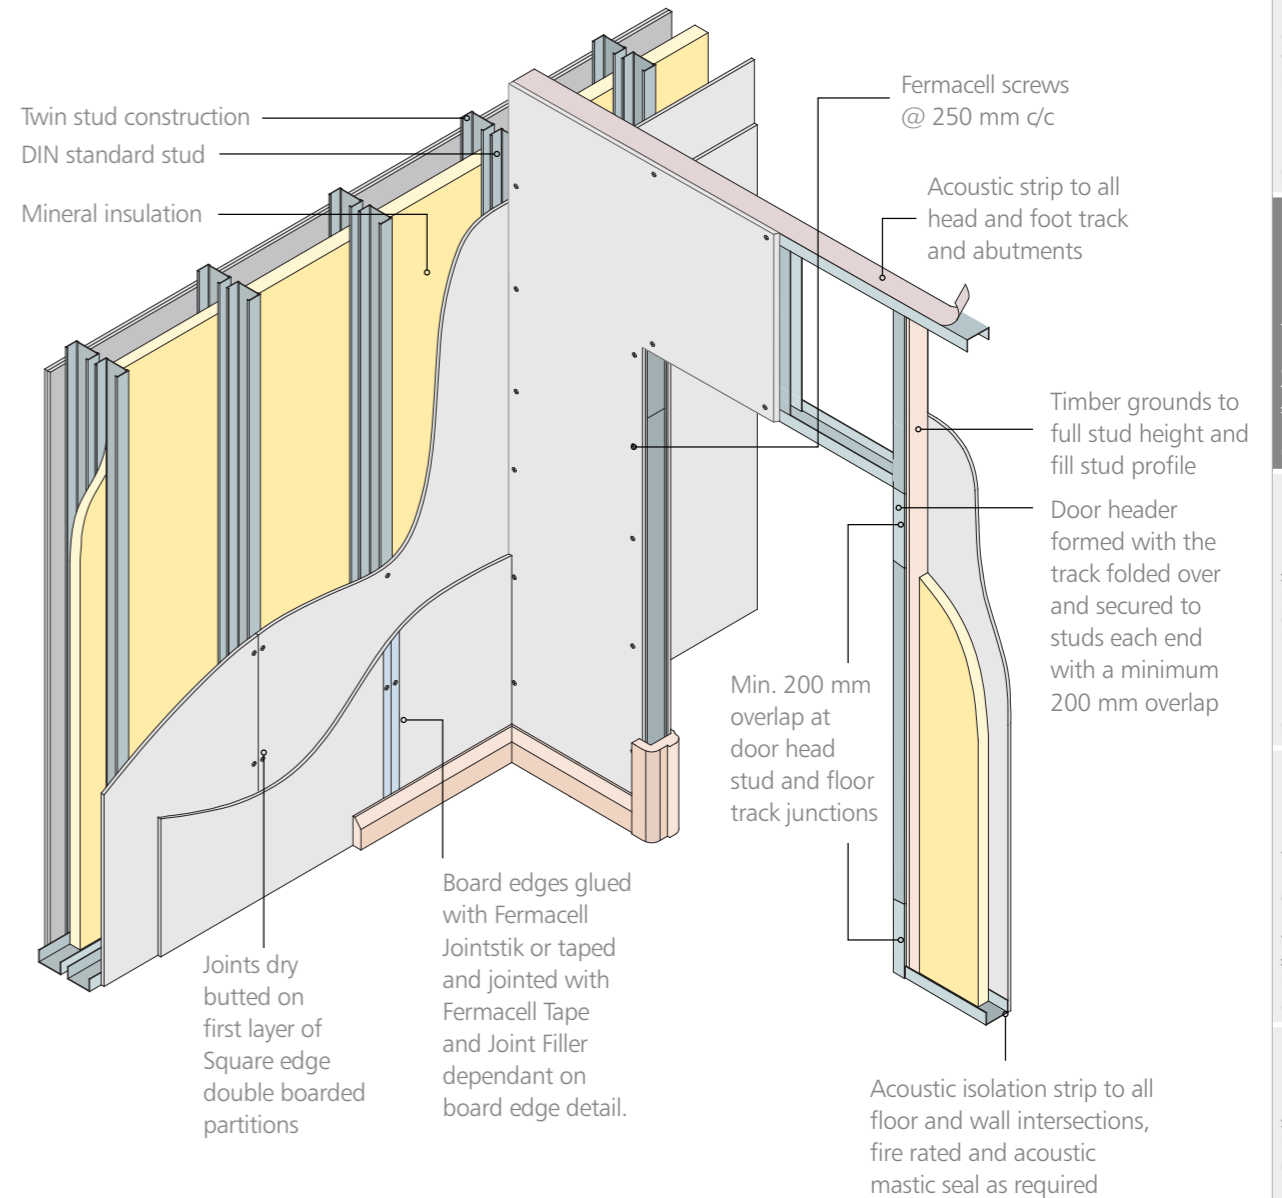 Twin stud construction
DIN standard stud
Mineral insulation
Fermacell screws
@ 250 mm c/c
Acoustic strip to all
head and foot track
and abutments
Timber grounds to
full stud height and
fill stud profile
Door header
formed with the
track folded over
and secured to
studs each end
with a minimum
200 mm overlap
Min. 200 mm
overlap at
door head
stud and floor
track junctions
Board edges glued
with Fermacell
Jointstik or taped
and jointed with
Fermacell Tape
and Joint Filler
dependant on
board edge detail.
Joints dry
butted on
first layer of
Square edge
double boarded
partitions
Acoustic isolation strip to all
floor and wall intersections,
fire rated and acoustic
mastic seal as required